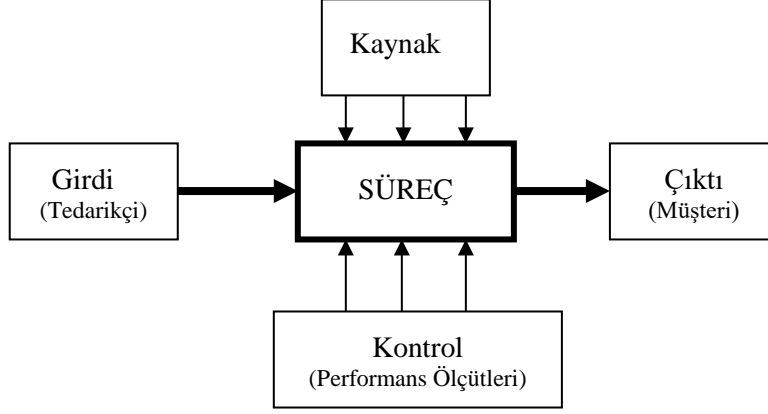 Kaynak
Girdi
(Tedarikçi)
SÜREÇ
Çıktı
(Müşteri)
Kontrol
(Performans Ölçütleri)